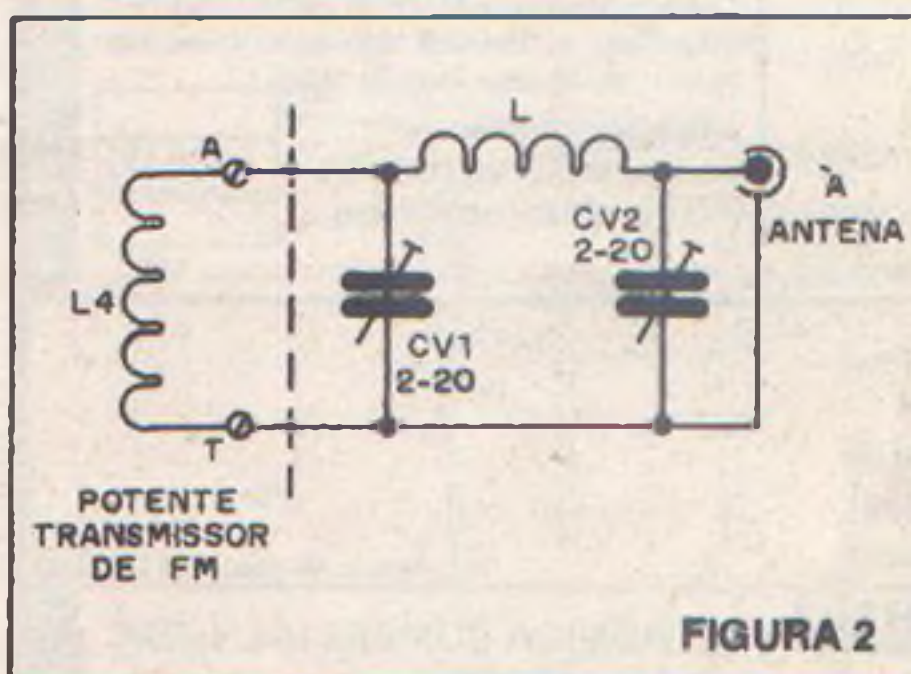 L
A
À
ANTENA
CV2
2-20
L4
CV1
2-20
T
POTENTE
TRANSMISSOR
DE FM
FIGURA 2